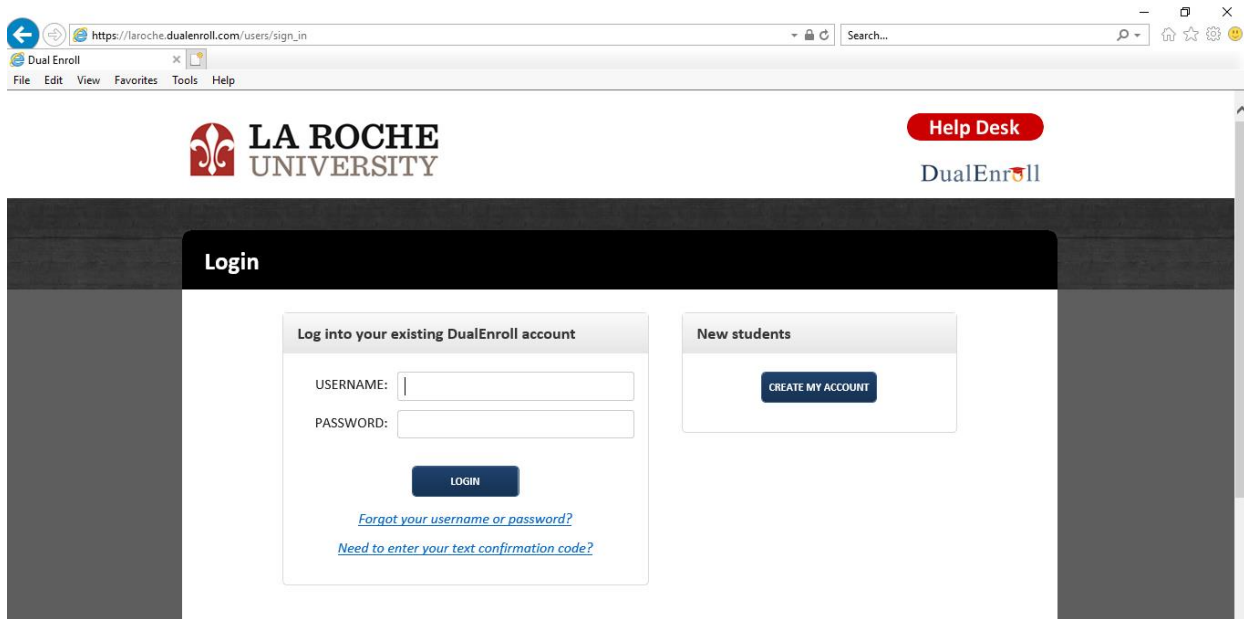 https://laroche.dualenroll.com/users/sign_in
Search...
Dual Enroll
File Edit View Favorites Tools Help
LA ROCHE
UNIVERSITY
Help Desk
DualEnroll
Login
Log into your existing DualEnroll account
USERNAME:
PASSWORD:
LOGIN
Forgot your username or password?
Need to enter your text confirmation code?
New students
CREATE MY ACCOUNT